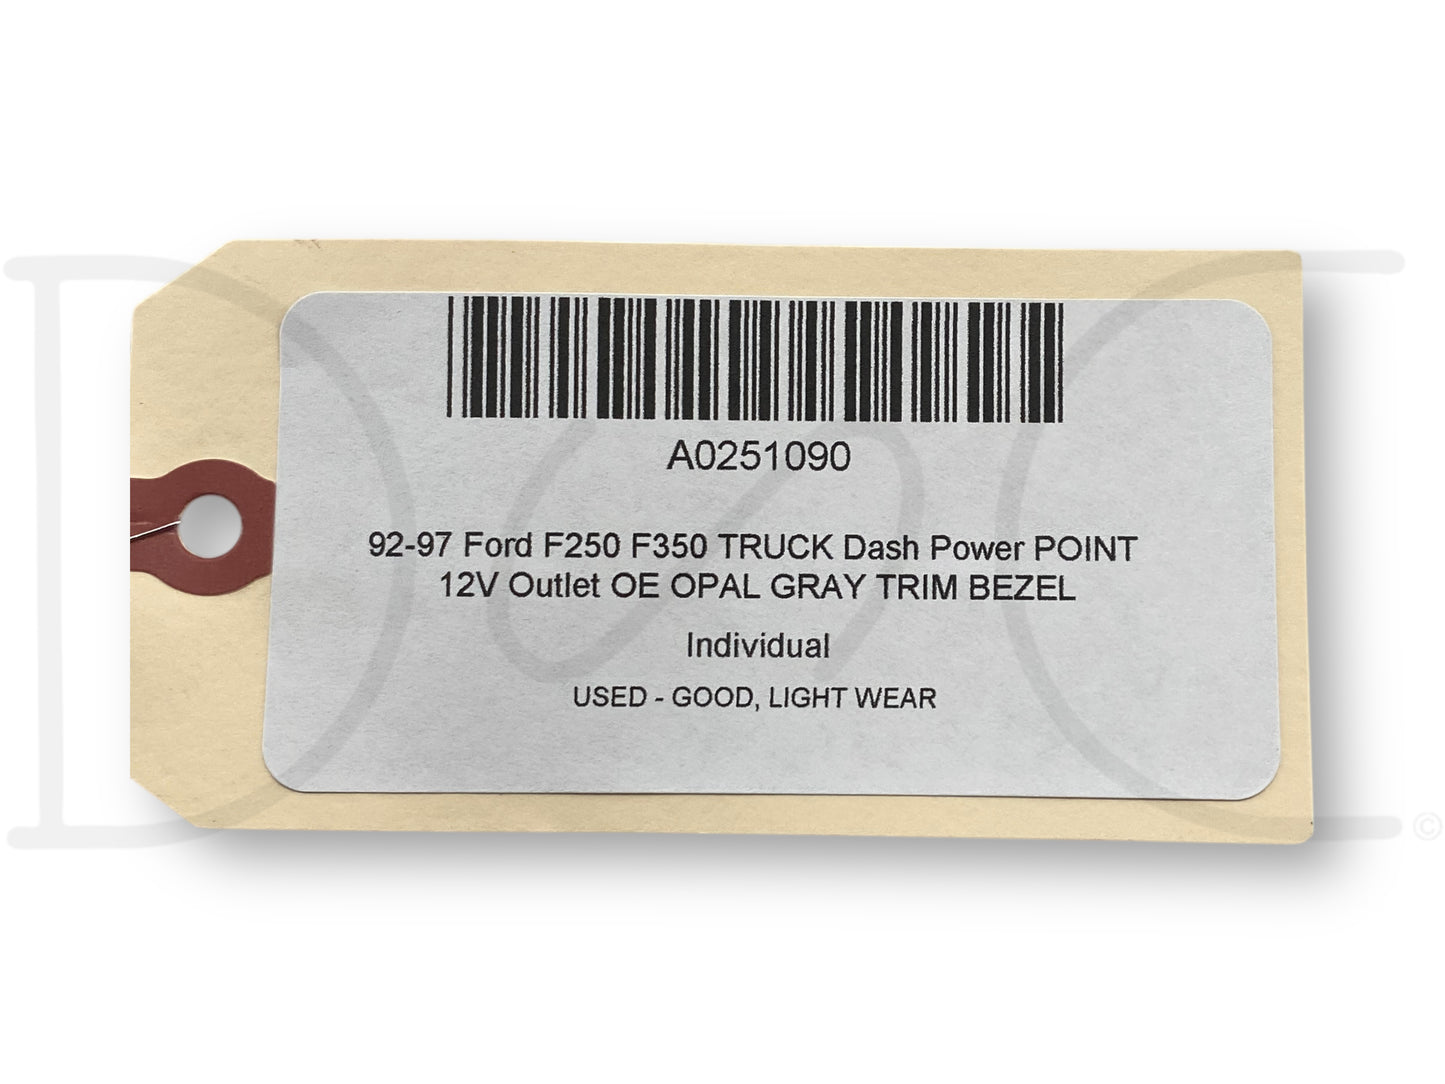 A0251090
92-97 Ford F250 F350 TRUCK Dash Power POINT
12V Outlet OE OPAL GRAY TRIM BEZEL
Individual
USED - GOOD, LIGHT WEAR
©